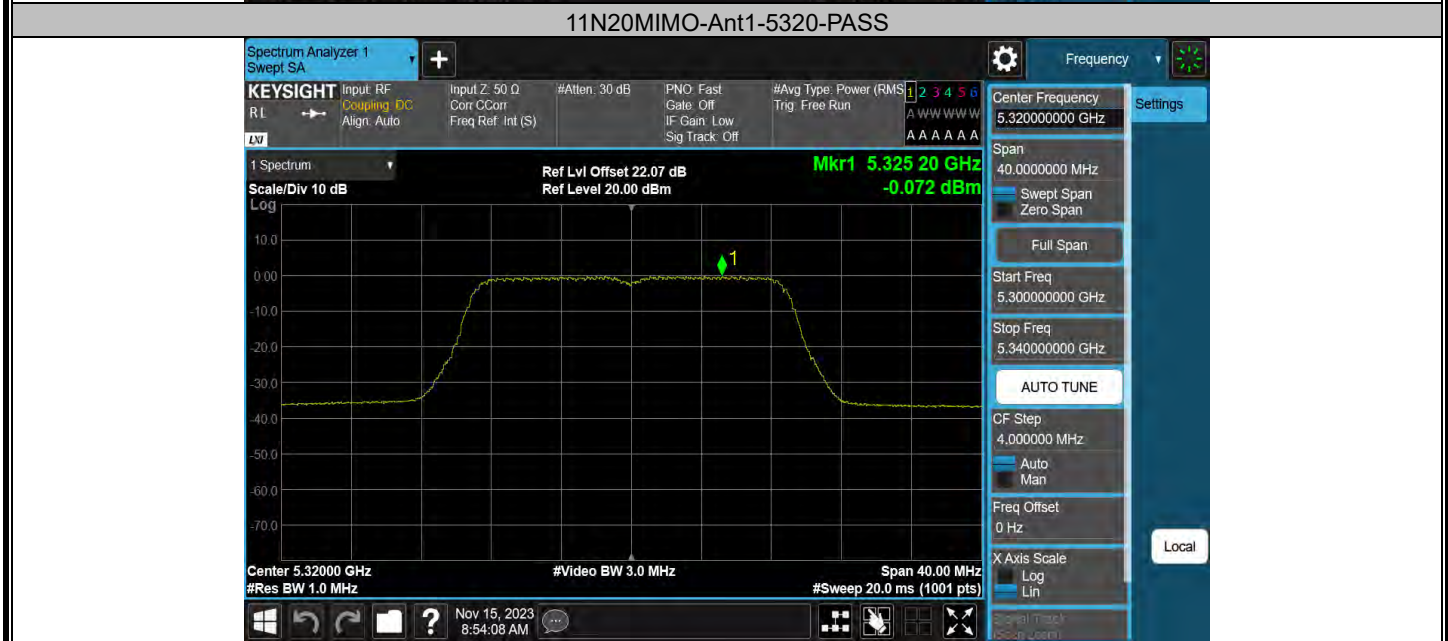 11N20MIMO-Ant1-5320-PASS
Spectrum Analyzer 1
Swept SA
Frequency
KEYSIGHT
RL
LXI
Input: RF
Coupling: DC
Align: Auto
Input Z: 50 Ω
Corr CCorr
Freq Ref: Int (S)
#Atten: 30 dB
PNO: Fast
Gate: Off
IF Gain: Low
Sig Track: Off
#Avg Type: Power (RMS
Trig: Free Run
1 2 3 4 5 6
A W W W W W
A A A A A A
Center Frequency
5.320000000 GHz
Settings
Span
40.0000000 MHz
Swept Span
Zero Span
Full Span
Start Freq
5.300000000 GHz
Stop Freq
5.340000000 GHz
AUTO TUNE
CF Step
4.000000 MHz
Auto
Man
Freq Offset
0 Hz
X Axis Scale
Log
Lin
Signal Track
(Span Zoom)
Local
1 Spectrum
Scale/Div 10 dB
Log
Ref Lvl Offset 22.07 dB
Ref Level 20.00 dBm
Mkr1 5.325 20 GHz
-0.072 dBm
1
10.0
0.00
-10.0
-20.0
-30.0
-40.0
-50.0
-60.0
-70.0
Center 5.32000 GHz
#Res BW 1.0 MHz
#Video BW 3.0 MHz
Span 40.00 MHz
#Sweep 20.0 ms (1001 pts)
?
Nov 15, 2023
8:54:08 AM